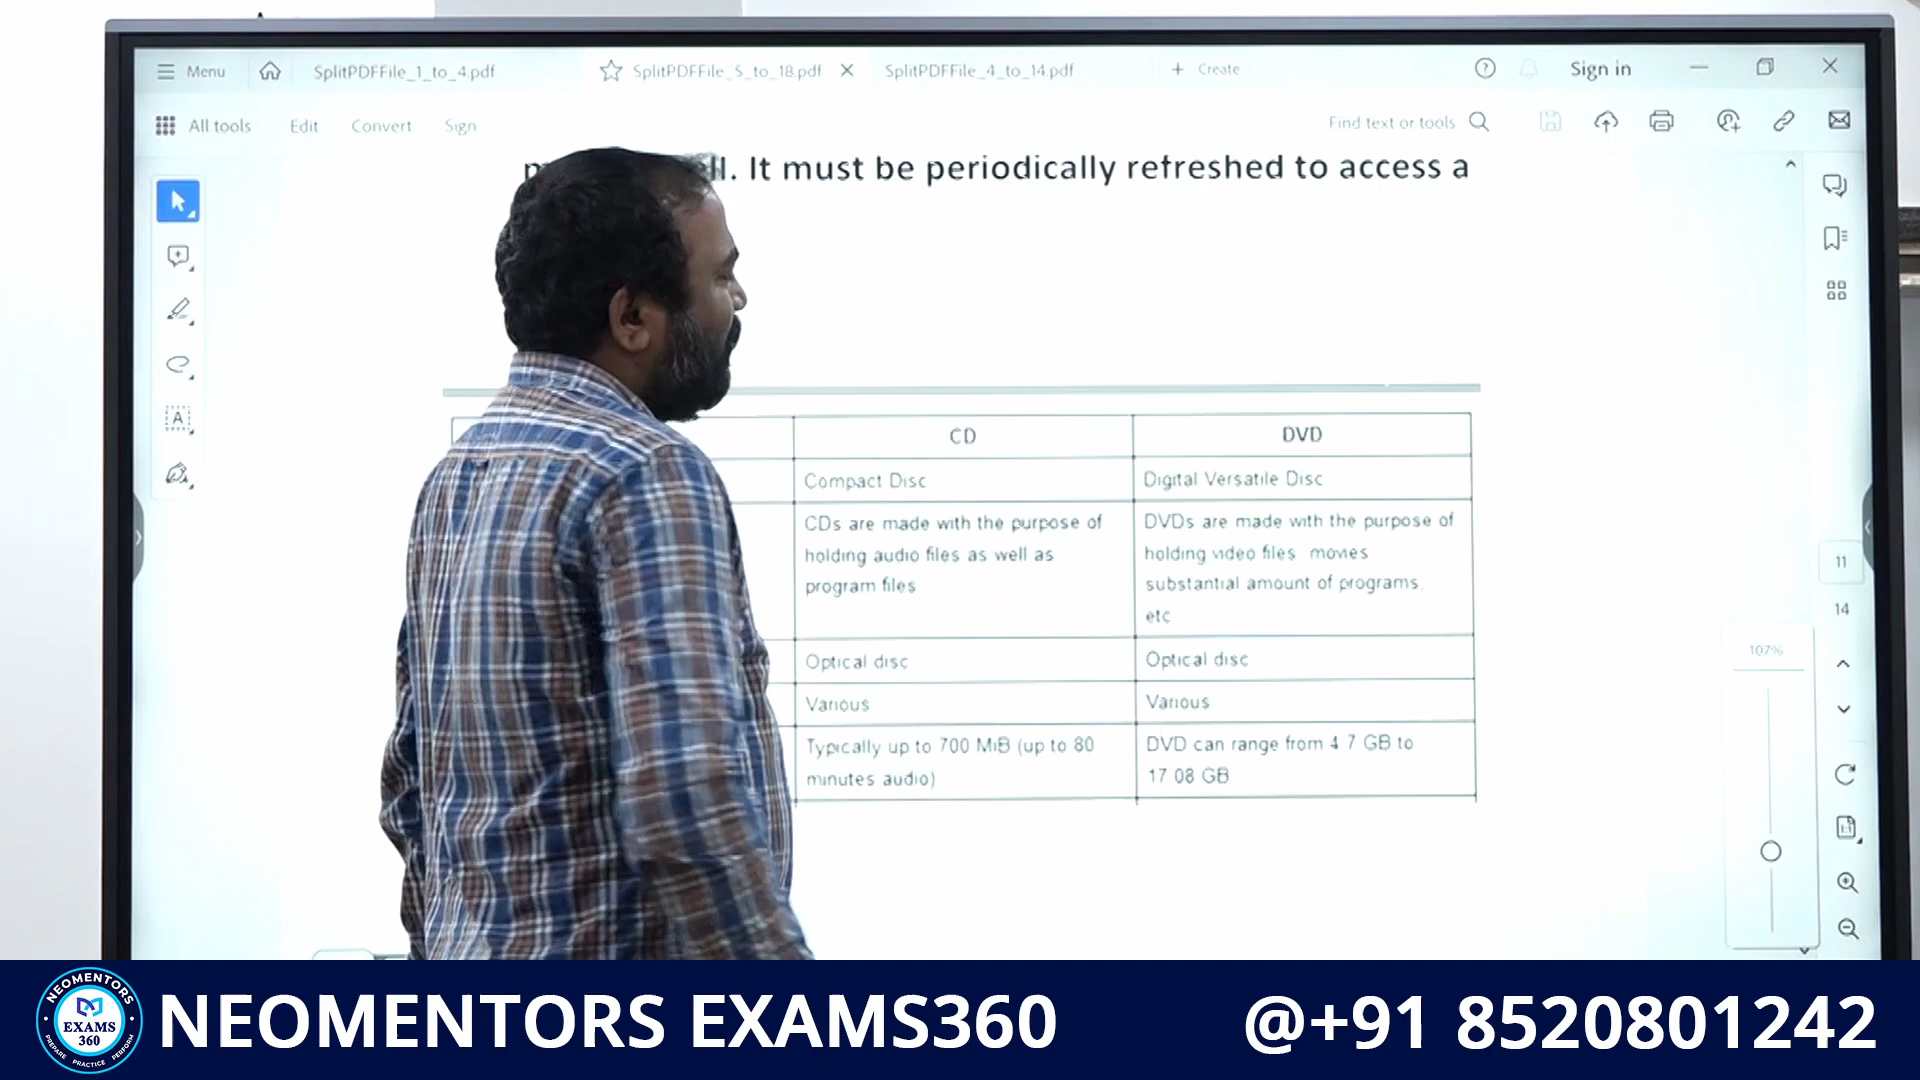 Menu
SplitPDFFile_1_to_4.pdf
SplitPDFFile_5_to_18.pdf
SplitPDFFile_4_to_14.pdf
+ Create
Sign in
All tools
Edit
Convert
Sign
Find text or tools
It must be periodically refreshed to access a
CD
DVD
Compact Disc
Digital Versatile Disc
CDs are made with the purpose of
holding audio files as well as
program files
DVDs are made with the purpose of
holding video files movies
substantial amount of programs,
etc
Optical disc
Optical disc
Various
Various
Typically up to 700 MiB (up to 80
minutes audio)
DVD can range from 4 7 GB to
17 08 GB
11
14
107%
NEOMENTORS
EXAMS
360
PREPARE PRACTICE PERFORM
NEOMENTORS EXAMS360
@+91 8520801242